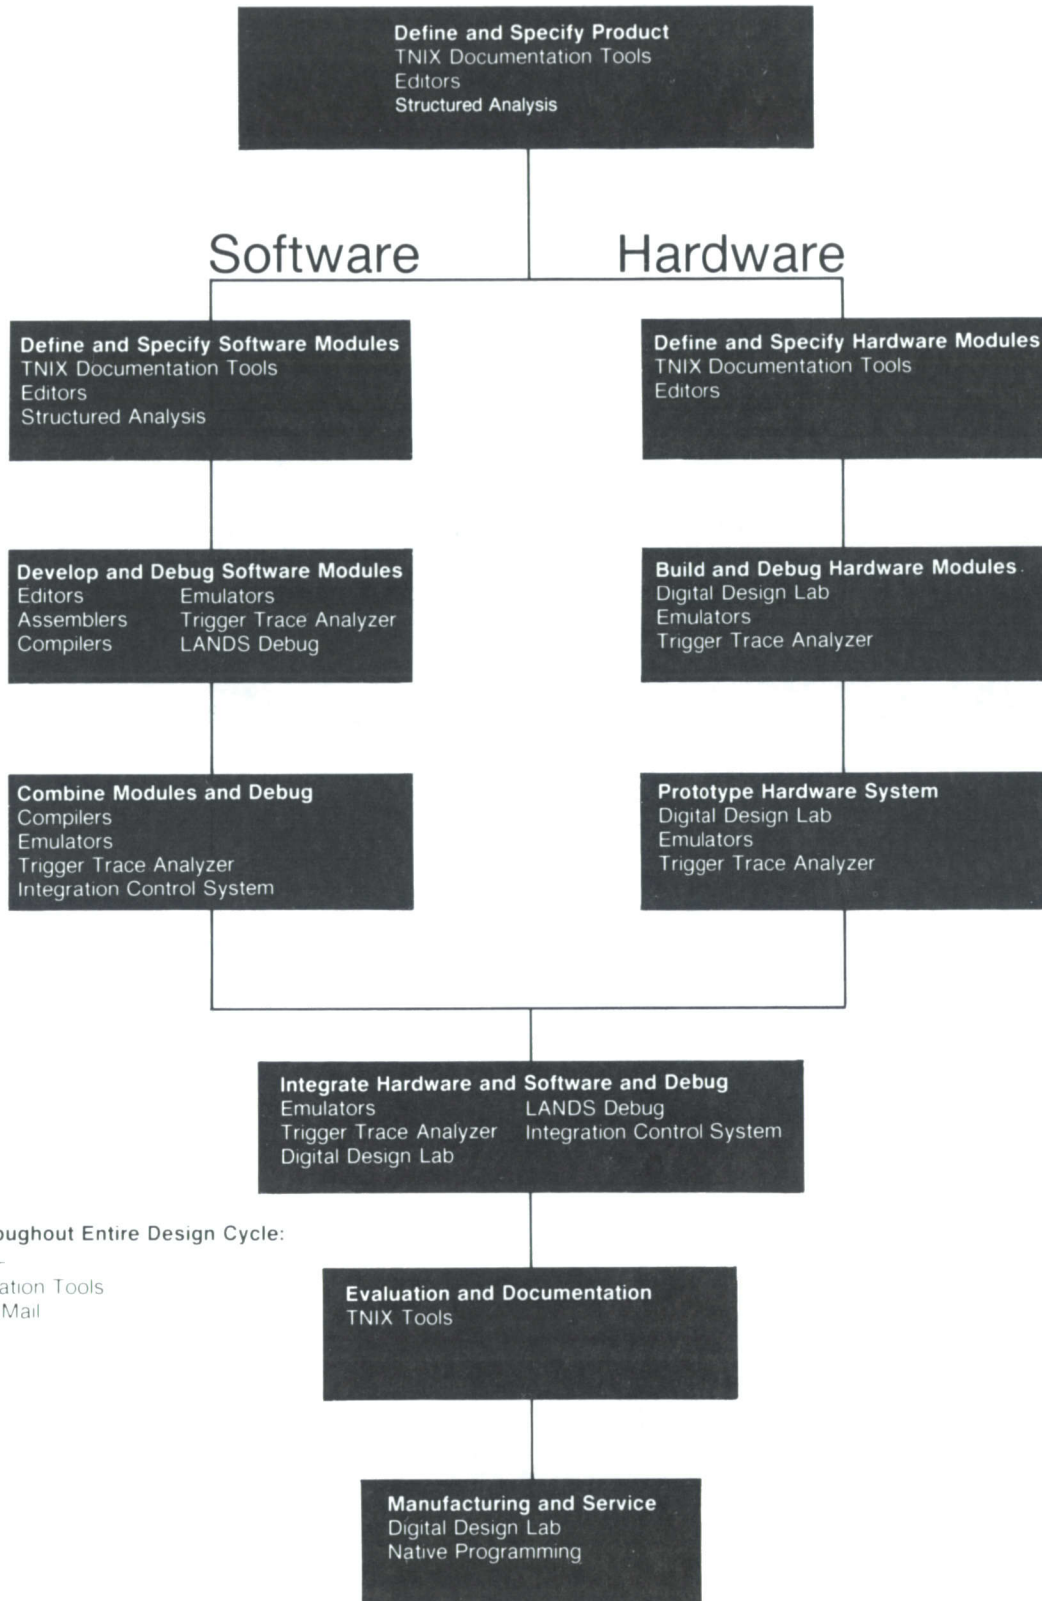 Define and Specify Product
TNIX Documentation Tools
Editors
Structured Analysis
Software
Hardware
Define and Specify Software Modules
TNIX Documentation Tools
Editors
Structured Analysis
Define and Specify Hardware Modules
TNIX Documentation Tools
Editors
Develop and Debug Software Modules
Editors Emulators
Assemblers Trigger Trace Analyzer
Compilers LANDS Debug
Build and Debug Hardware Modules
Digital Design Lab
Emulators
Trigger Trace Analyzer
Combine Modules and Debug
Compilers
Emulators
Trigger Trace Analyzer
Integration Control System
Prototype Hardware System
Digital Design Lab
Emulators
Trigger Trace Analyzer
Integrate Hardware and Software and Debug
Emulators LANDS Debug
Trigger Trace Analyzer Integration Control System
Digital Design Lab
Entire Design Cycle:
Tools
Mail
Evaluation and Documentation
TNIX Tools
Manufacturing and Service
Digital Design Lab
Native Programming